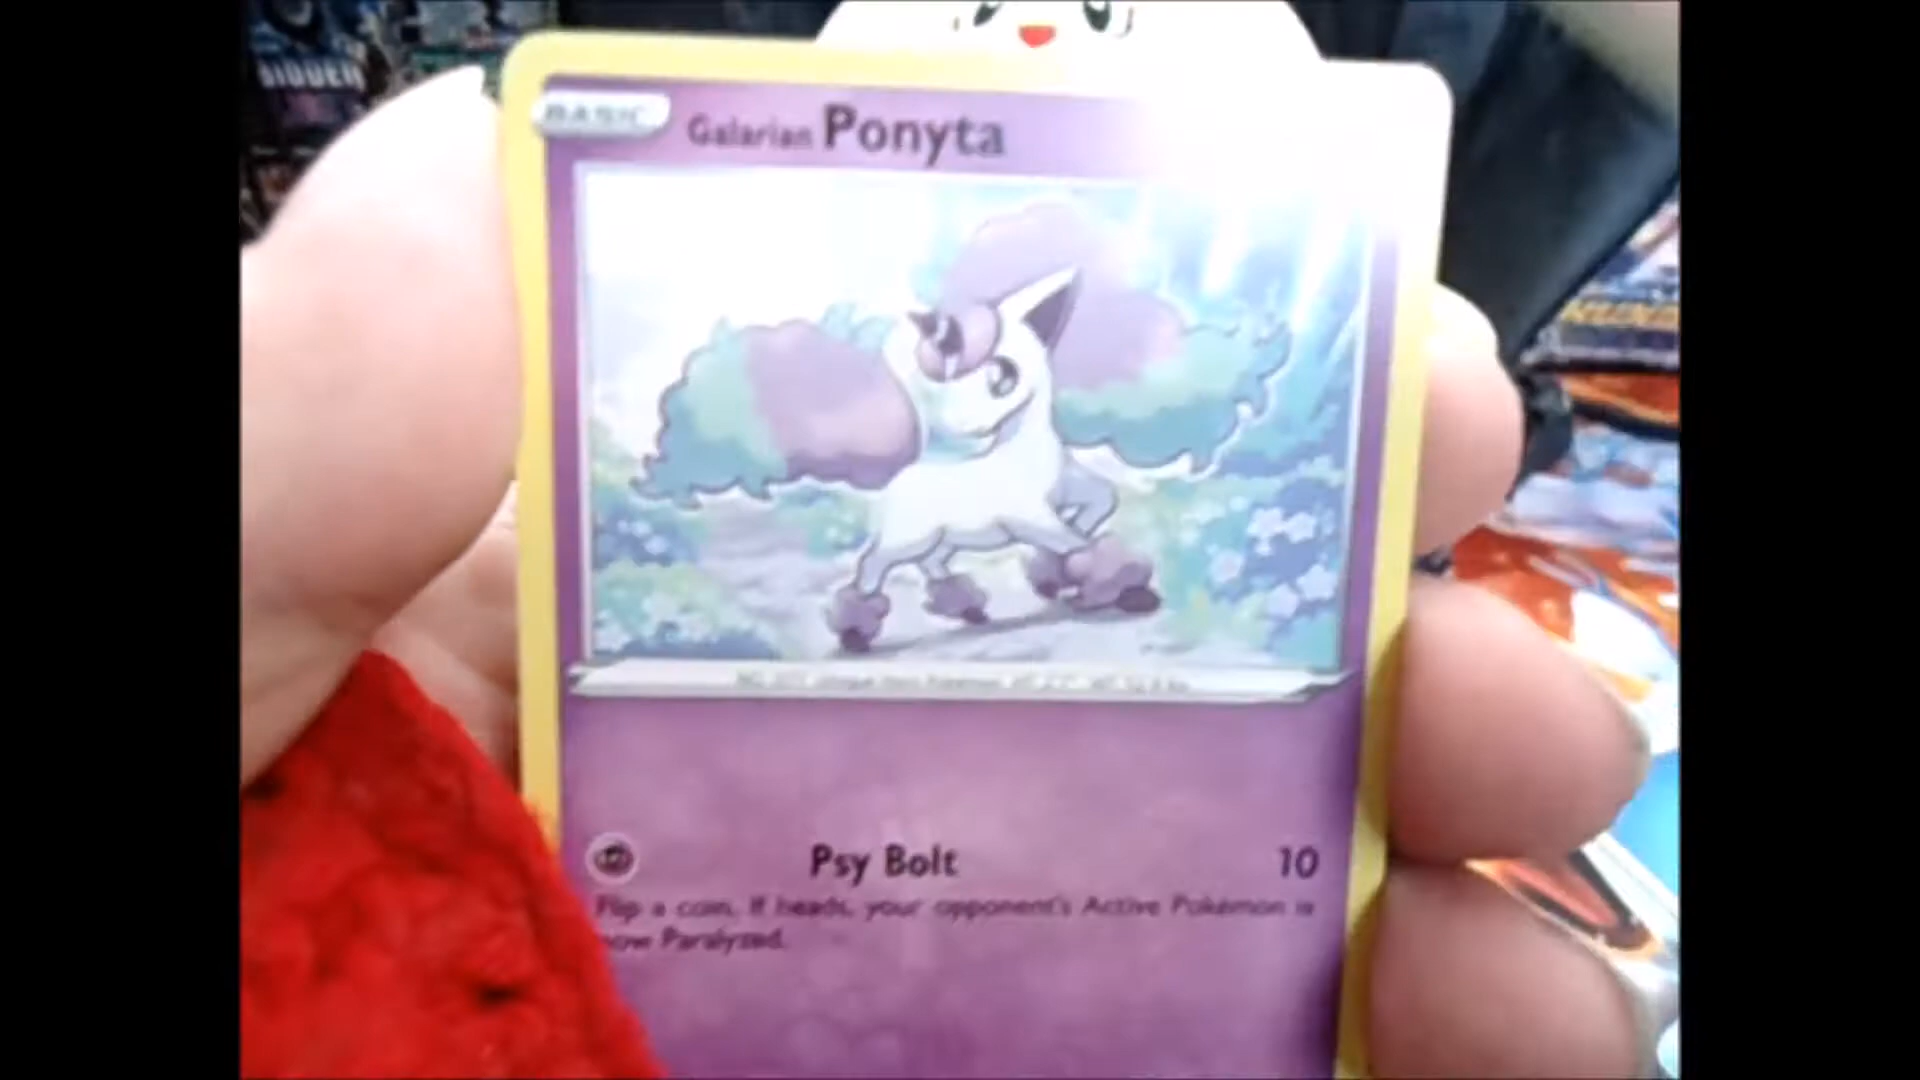 BASIC
Galarian Ponyta
Psy Bolt 10
Flip a coin. If heads, your opponent's Active Pokémon is
now Paralyzed.